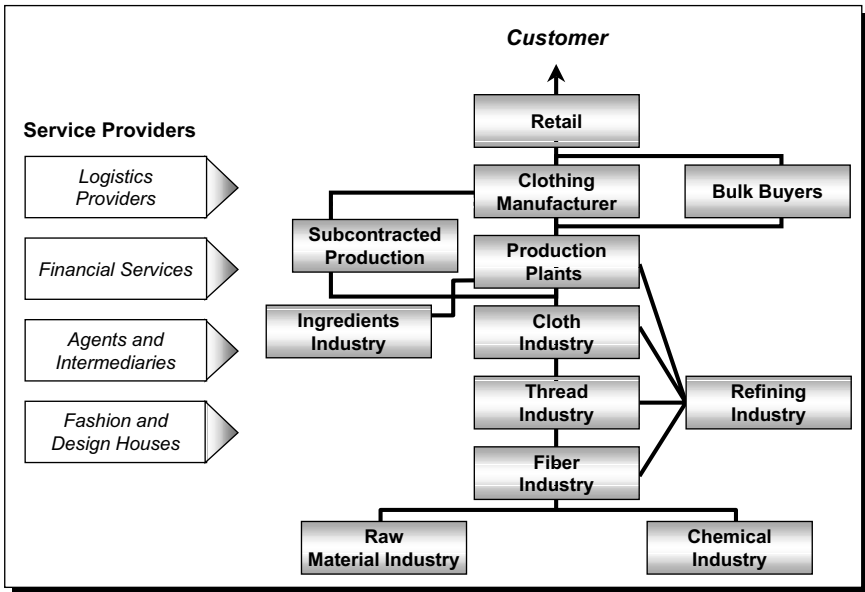 Customer
Service Providers
Logistics
Providers
Financial Services
Agents and
Intermediaries
Fashion and
Design Houses
Retail
Clothing
Manufacturer
Bulk Buyers
Subcontracted
Production
Production
Plants
Ingredients
Industry
Cloth
Industry
Thread
Industry
Refining
Industry
Fiber
Industry
Raw
Material Industry
Chemical
Industry